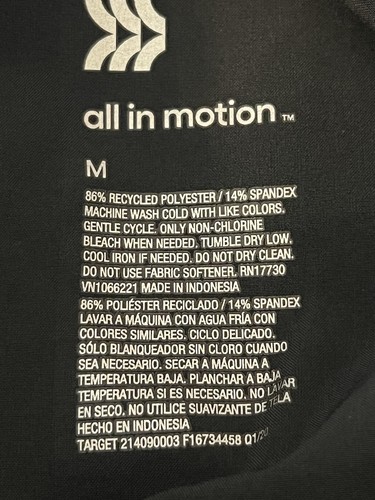 all in motion ™
M
86% RECYCLED POLYESTER / 14% SPANDEX
MACHINE WASH COLD WITH LIKE COLORS.
GENTLE CYCLE. ONLY NON-CHLORINE
BLEACH WHEN NEEDED. TUMBLE DRY LOW.
COOL IRON IF NEEDED. DO NOT DRY CLEAN.
DO NOT USE FABRIC SOFTENER. RN17730
VN1066221 MADE IN INDONESIA
86% POLIÉSTER RECICLADO / 14% SPANDEX
LAVAR A MÁQUINA CON AGUA FRÍA CON
COLORES SIMILARES. CICLO DELICADO.
SÓLO BLANQUEADOR SIN CLORO CUANDO
SEA NECESARIO. SECAR A MÁQUINA A
TEMPERATURA BAJA. PLANCHAR A BAJA
TEMPERATURA SI ES NECESARIO. NO LAVAR
EN SECO. NO UTILICE SUAVIZANTE DE TELA
HECHO EN INDONESIA
TARGET 214090003 F16734458